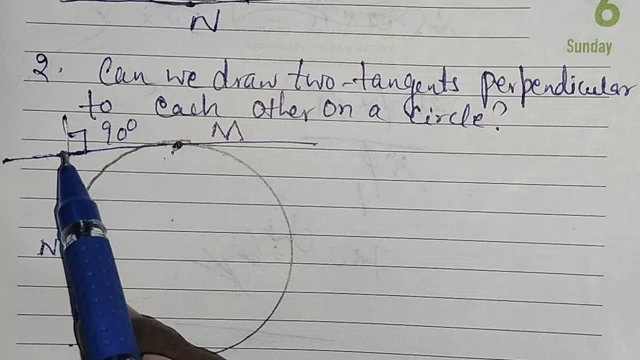 N
6
Sunday
2. Can we draw two-tangents perpendicular
to each other on a circle?
90° M
N